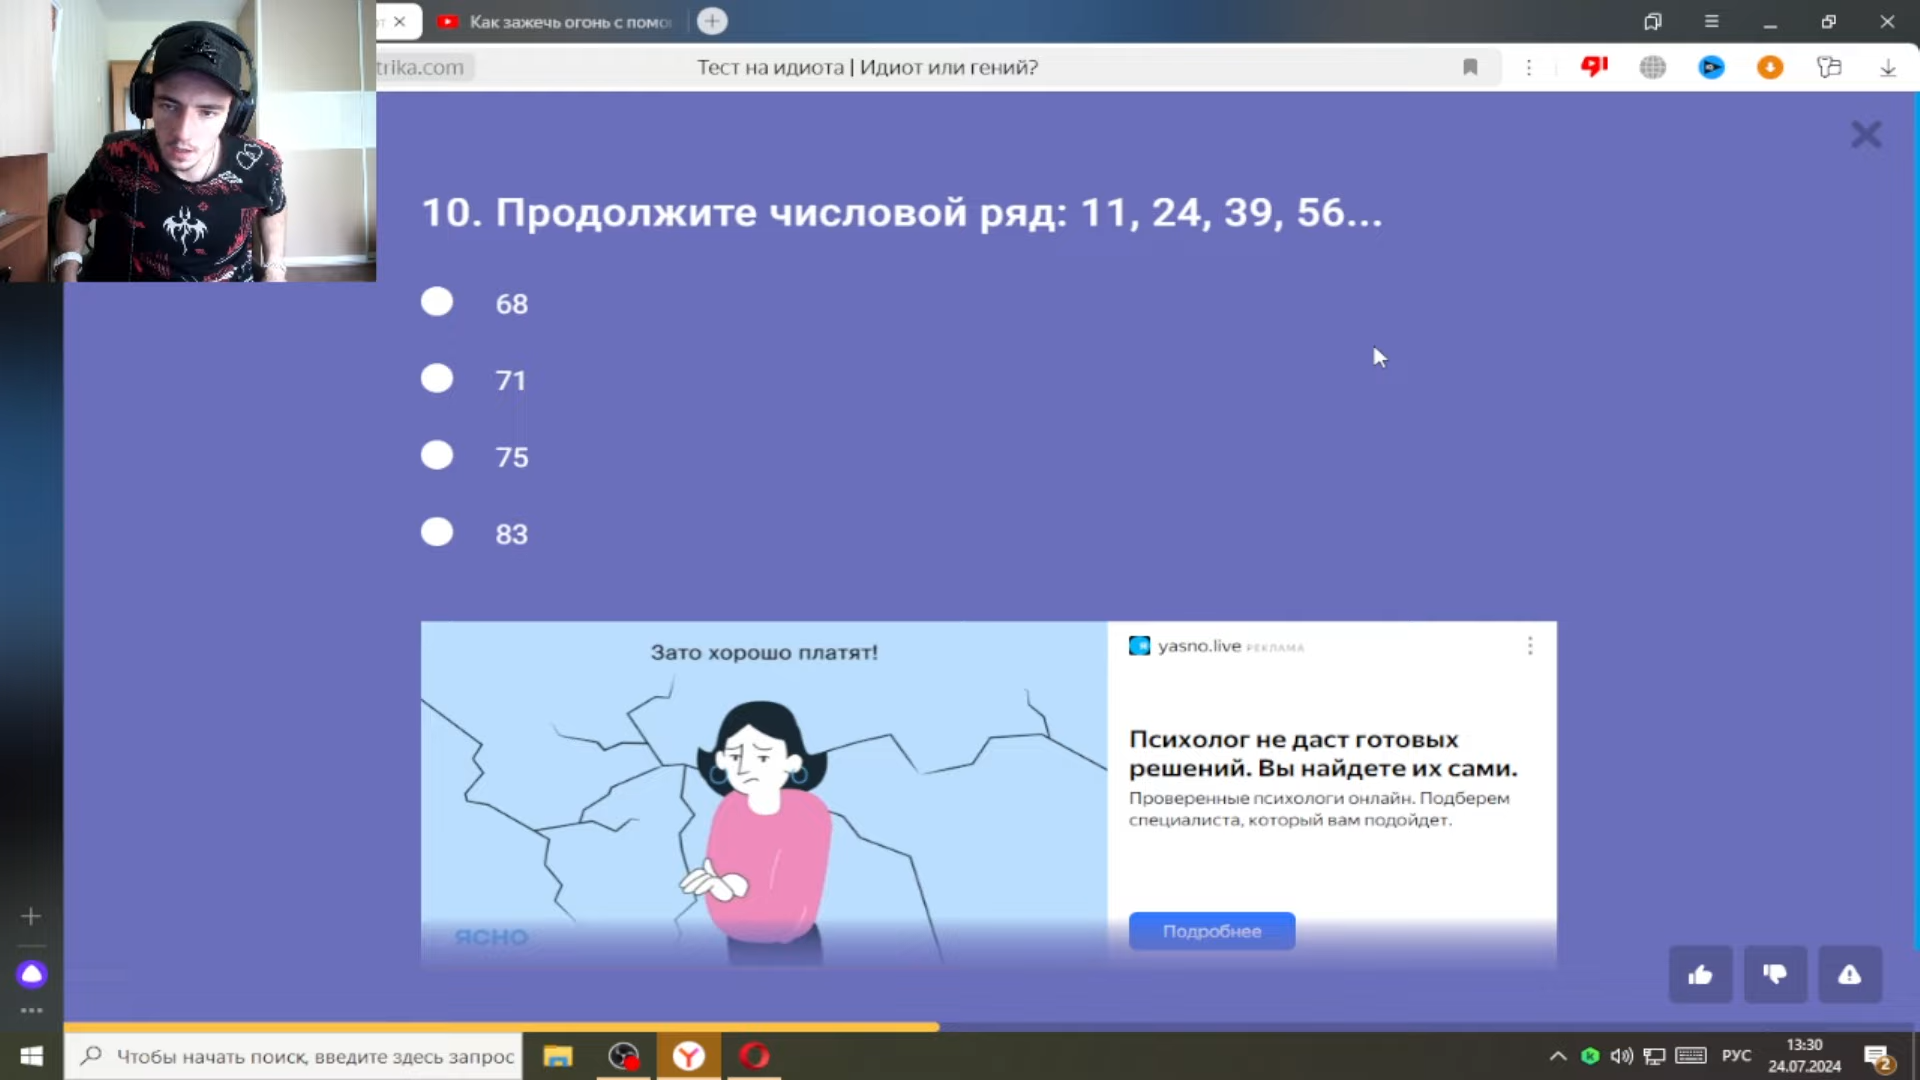 Как зажечь огонь с помо
trika.com
Тест на идиота | Идиот или гений?
10. Продолжите числовой ряд: 11, 24, 39, 56...
68
71
75
83
Зато хорошо платят!
ЯСНО
yasno.live РЕКЛАМА
Психолог не даст готовых
решений. Вы найдете их сами.
Проверенные психологи онлайн. Подберем
специалиста, который вам подойдет.
Подробнее
Чтобы начать поиск, введите здесь запрос
РУС
13:30
24.07.2024
2